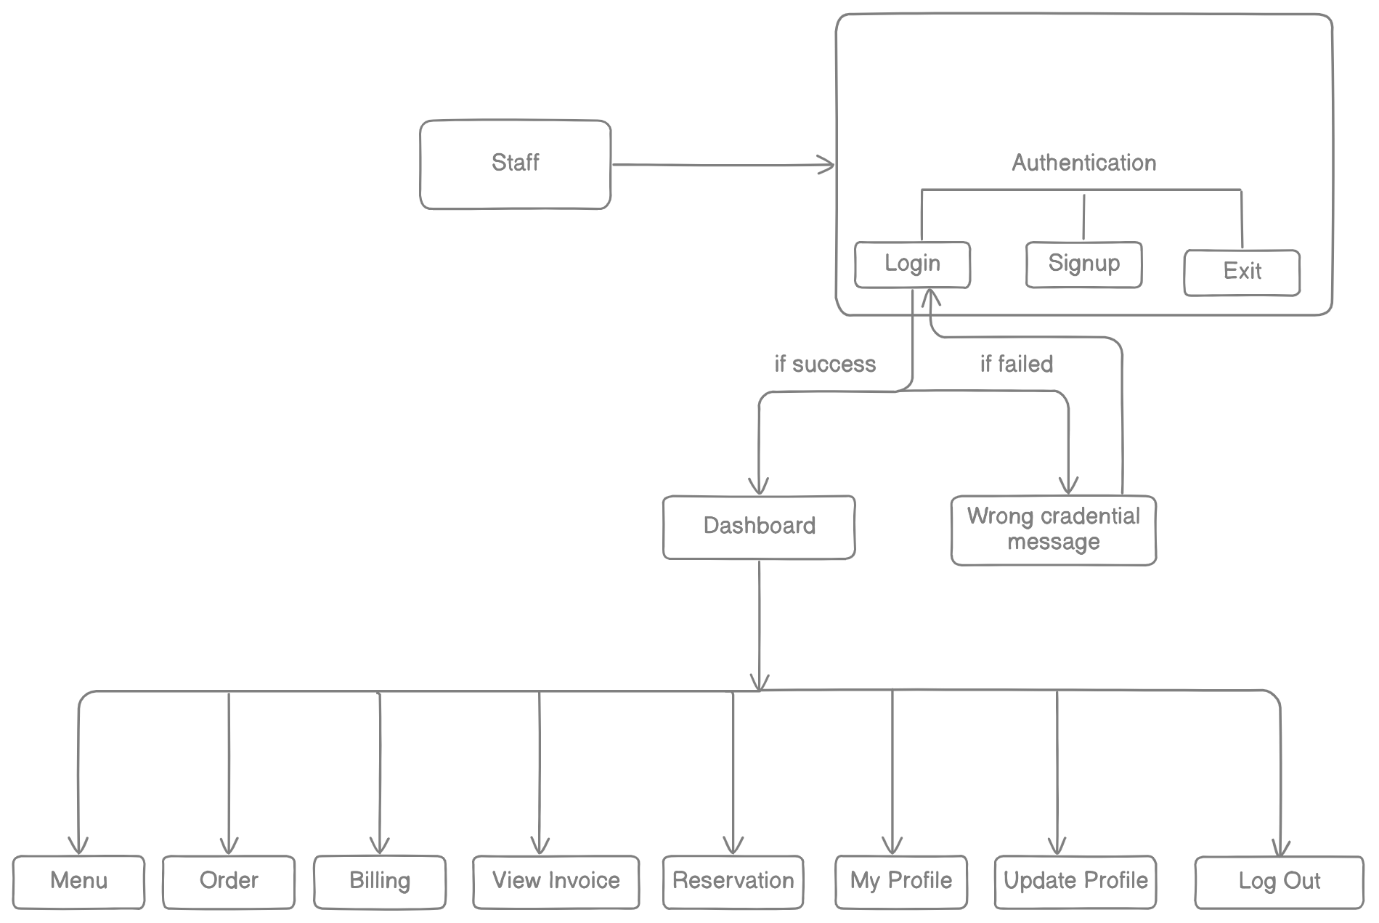 Staff
Authentication
Login
Signup
Exit
if success
if failed
Dashboard
Wrong cradential
message
Menu
Order
Billing
View Invoice
Reservation
My Profile
Update Profile
Log Out